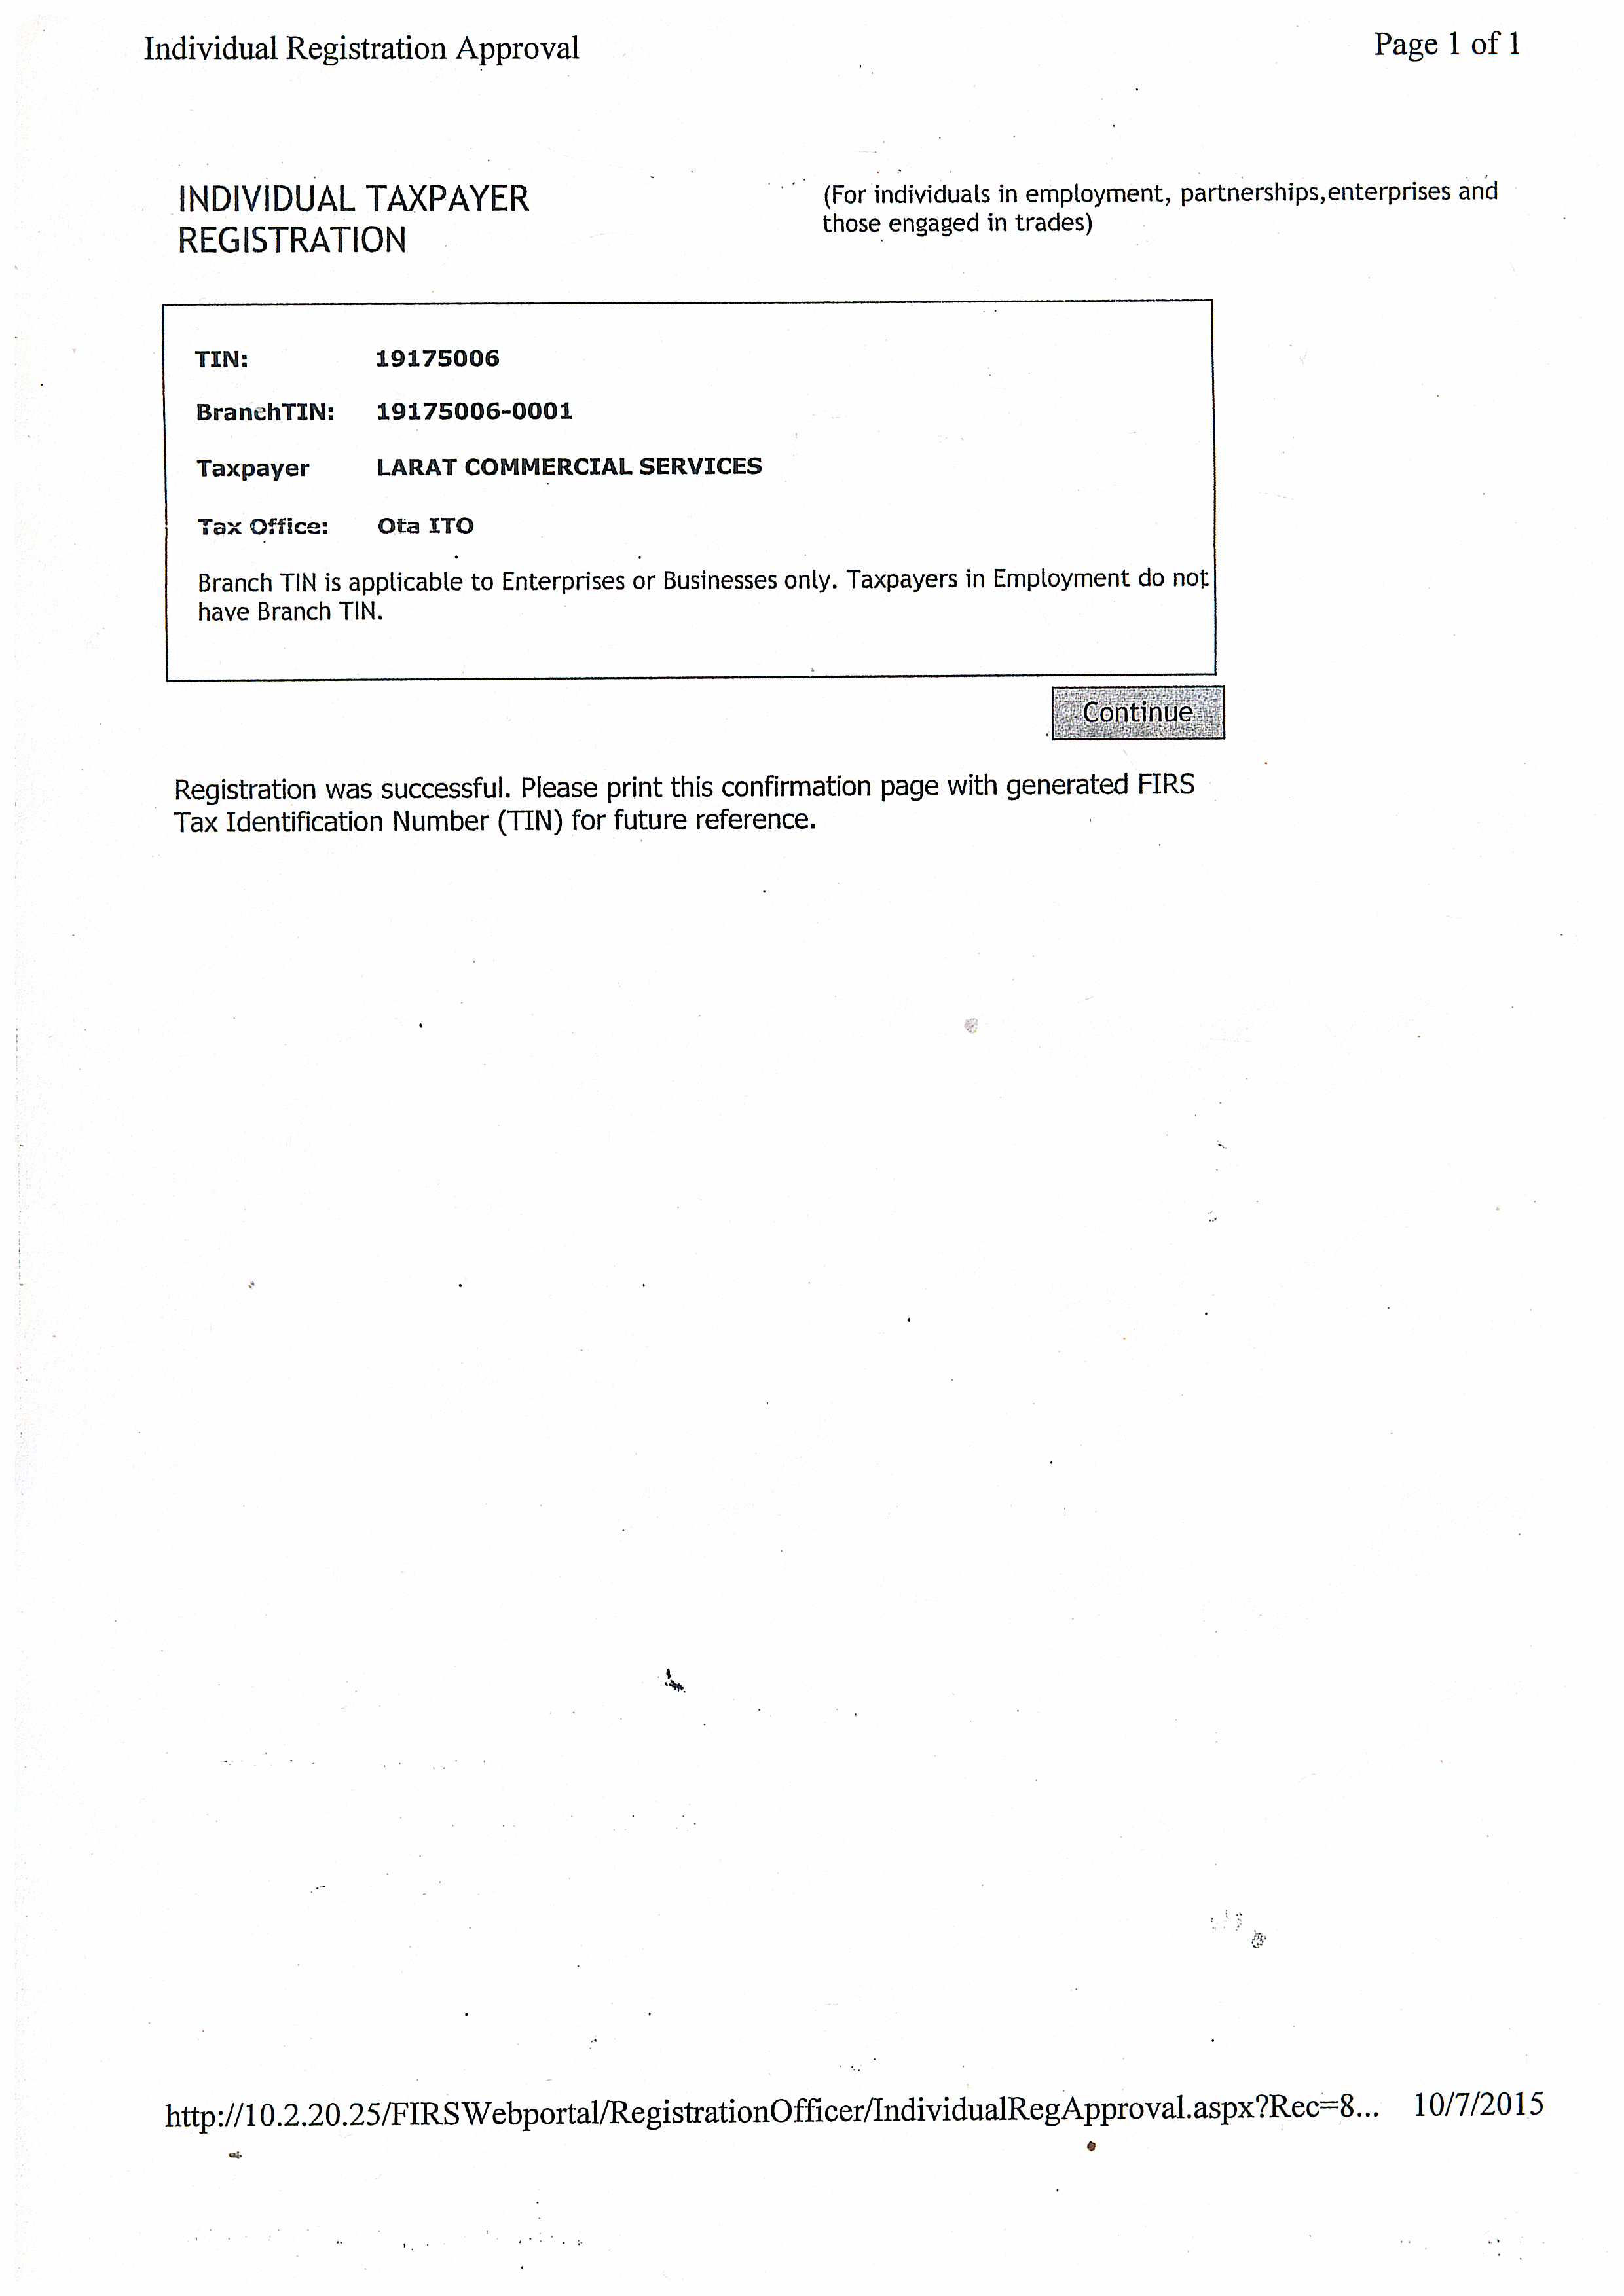 Individual Registration Approval
Page 1 of 1
INDIVIDUAL TAXPAYER
REGISTRATION
(For individuals in employment, partnerships,enterprises and
those engaged in trades)
TIN: 19175006
BranchTIN: 19175006-0001
Taxpayer LARAT COMMERCIAL SERVICES
Tax Office: Ota ITO
Branch TIN is applicable to Enterprises or Businesses only. Taxpayers in Employment do not
have Branch TIN.
Continue
Registration was successful. Please print this confirmation page with generated FIRS
Tax Identification Number (TIN) for future reference.
http://10.2.20.25/FIRSWebportal/RegistrationOfficer/IndividualRegApproval.aspx?Rec=8... 10/7/2015